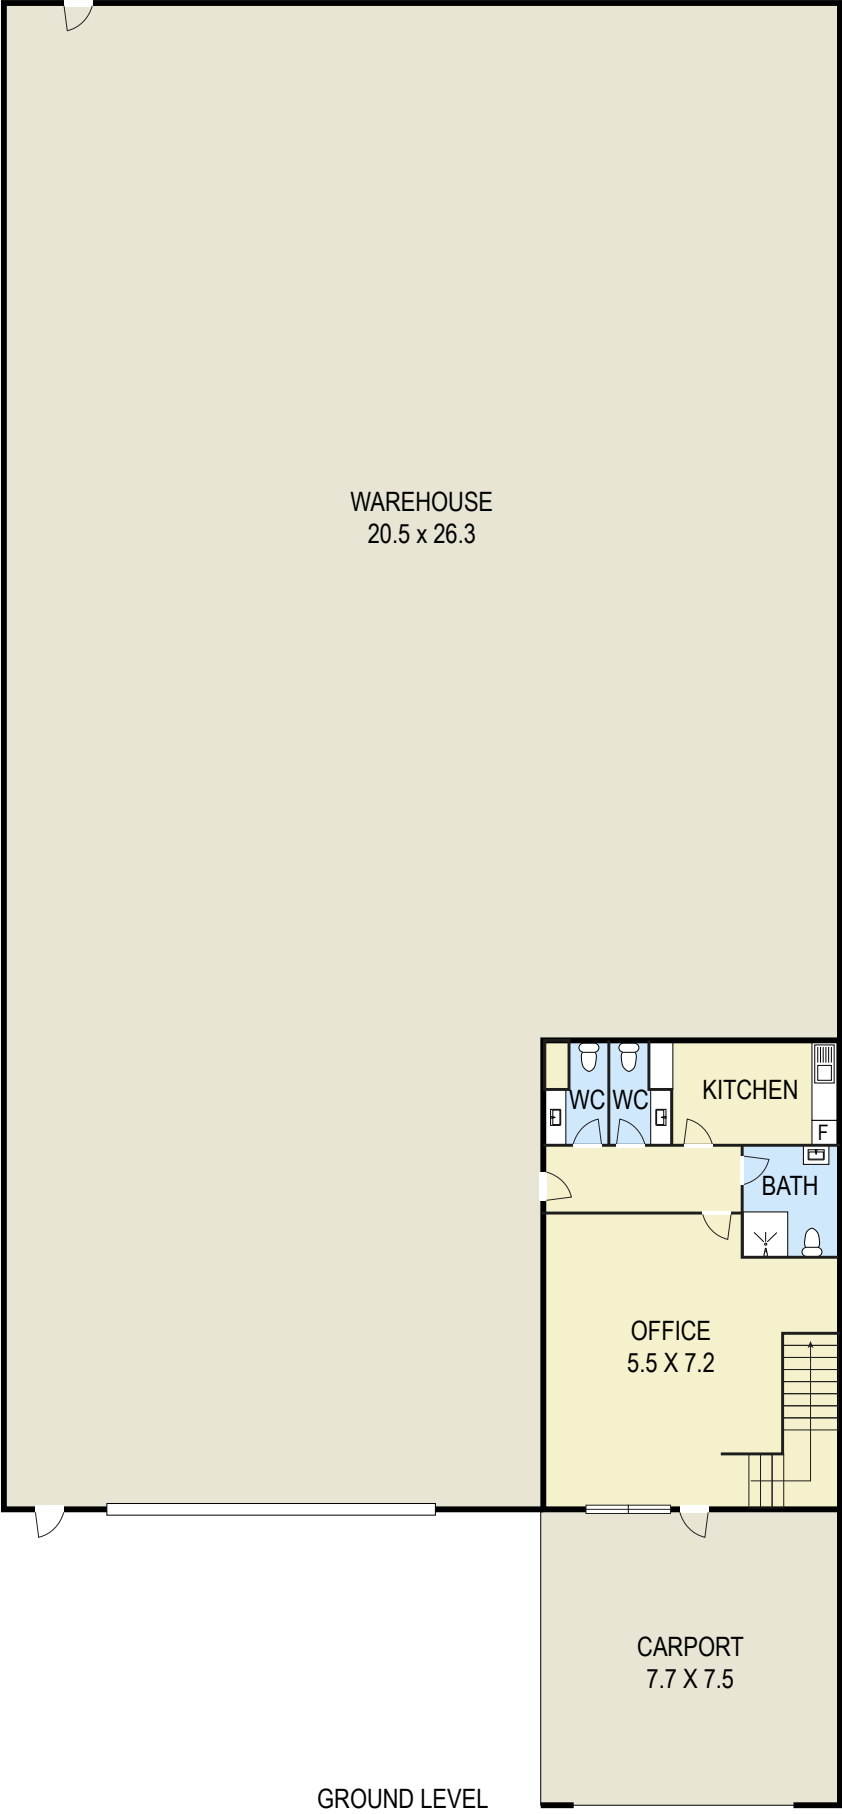 WAREHOUSE
20.5 x 26.3
WC
WC
KITCHEN
F
BATH
OFFICE
5.5 X 7.2
CARPORT
7.7 X 7.5
GROUND LEVEL